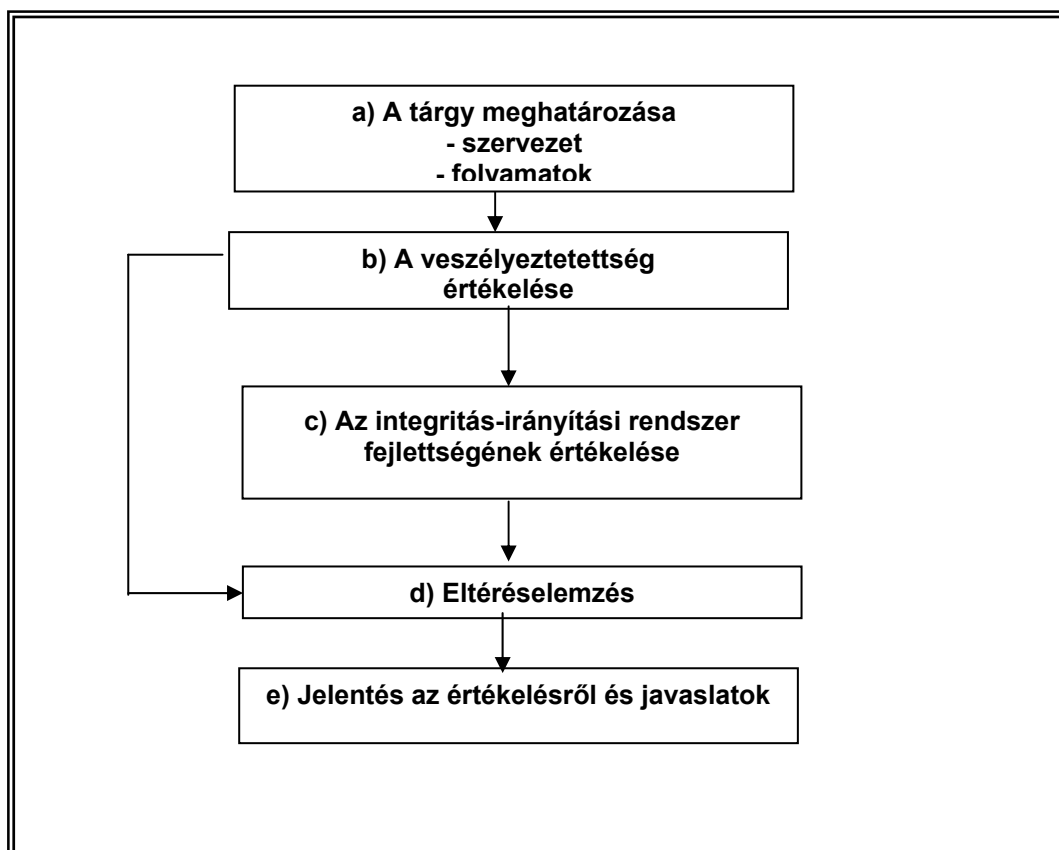 a) A tárgy meghatározása
- szervezet
- folyamatok
b) A veszélyeztetettség
értékelése
c) Az integritás-irányítási rendszer
fejlettségének értékelése
d) Eltéréselemzés
e) Jelentés az értékelésről és javaslatok